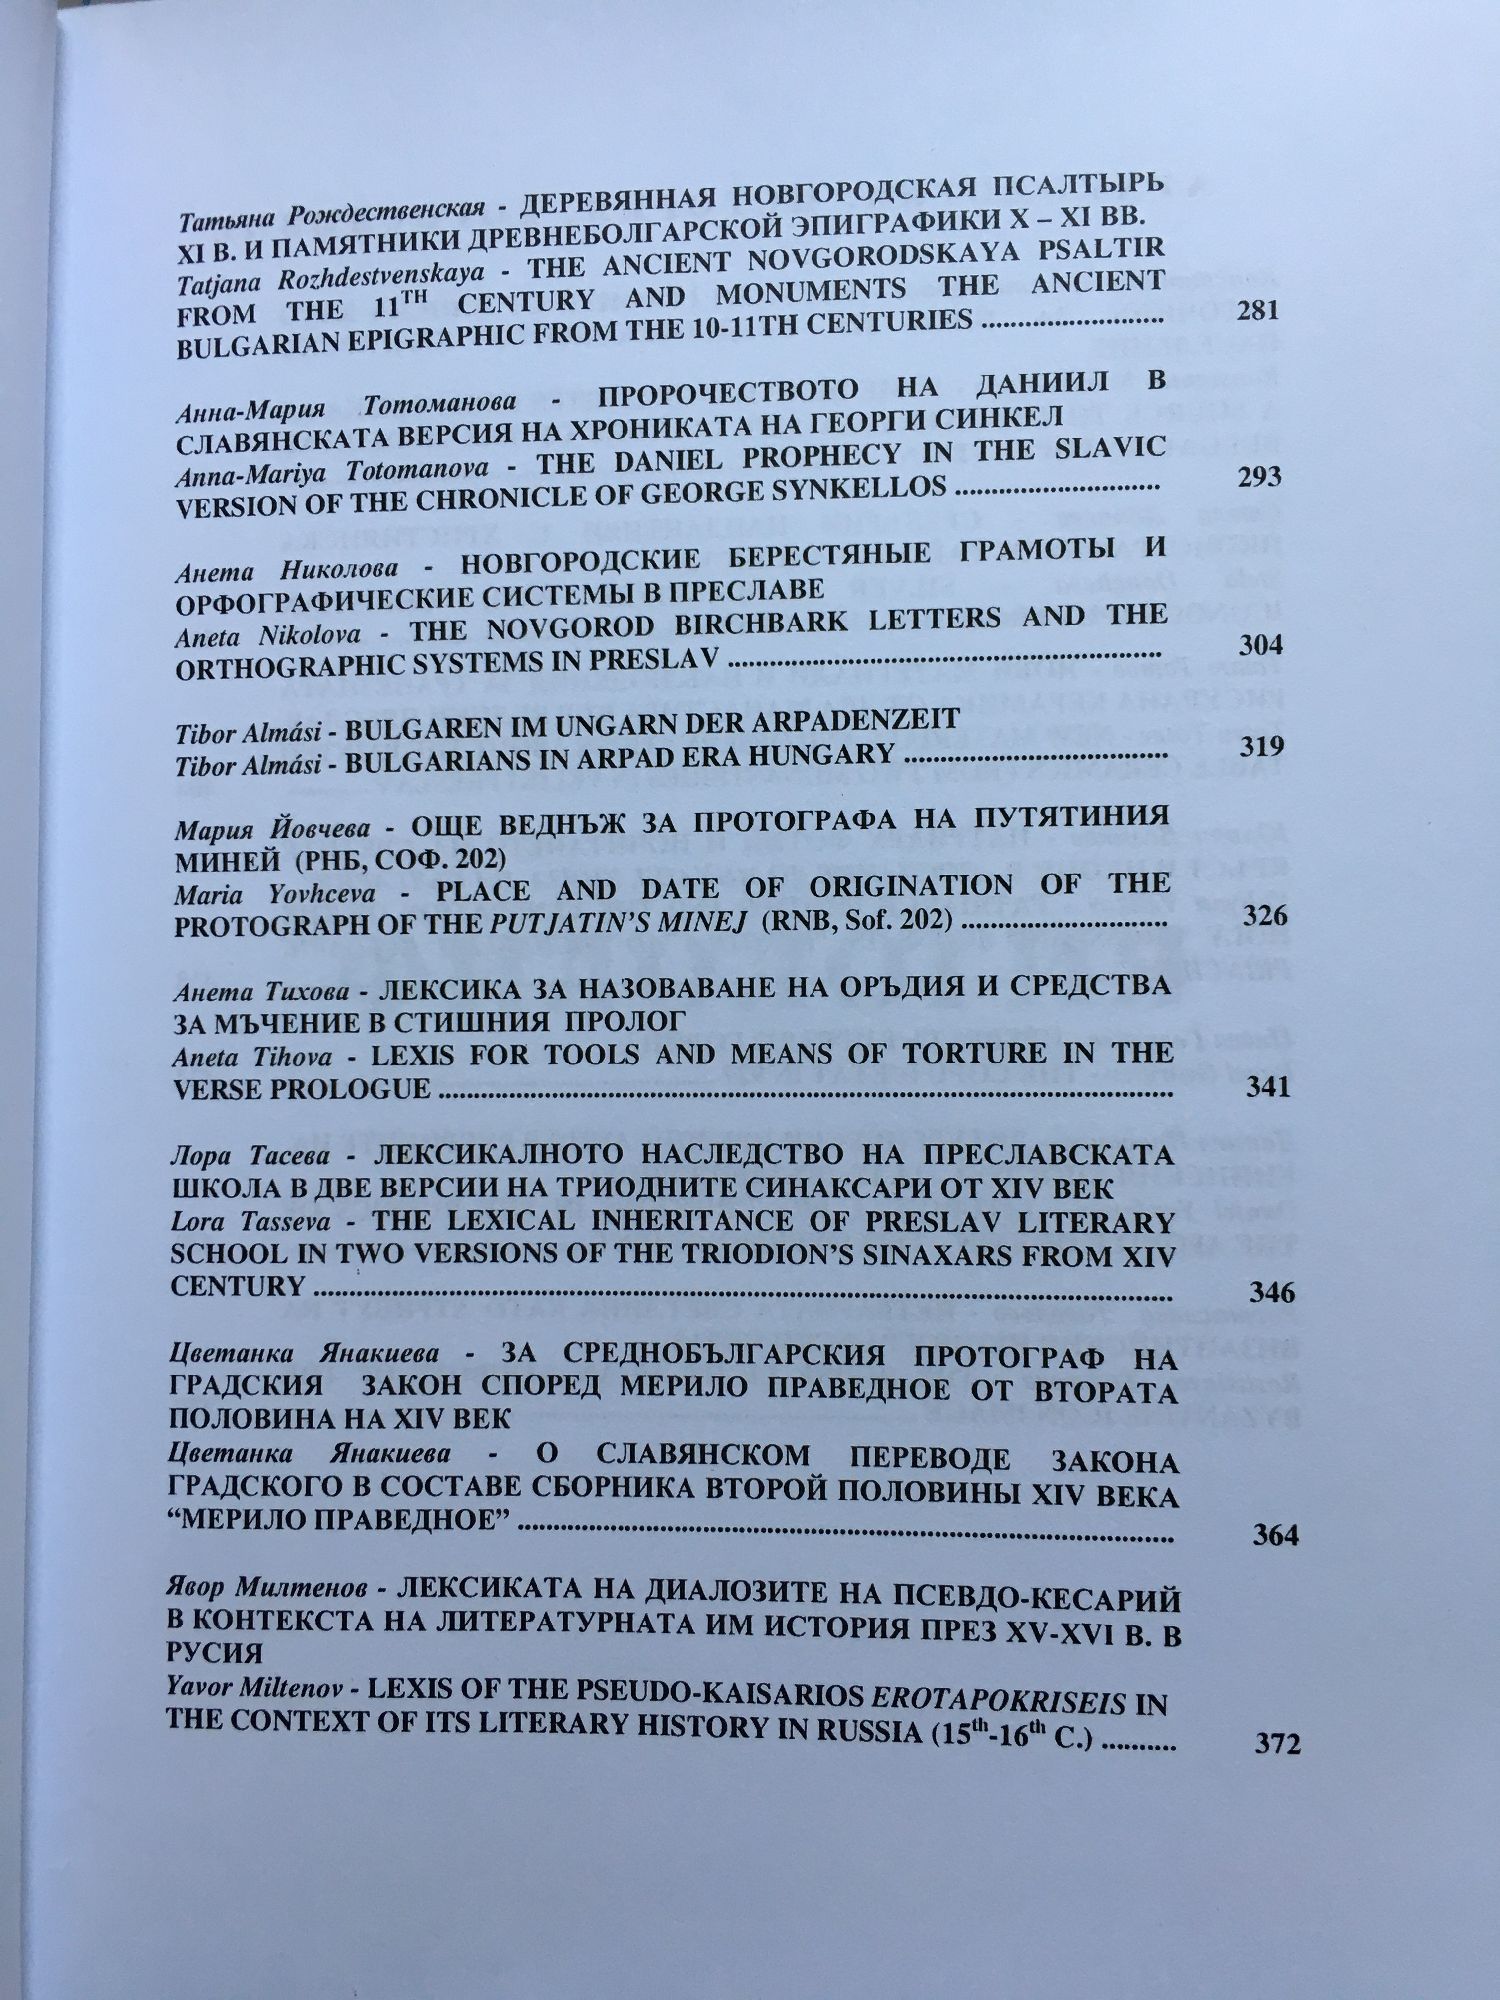 Татьяна Рождественская - ДЕРЕВЯННАЯ НОВГОРОДСКАЯ ПСАЛТЫРЬ
XI В. И ПАМЯТНИКИ ДРЕВНЕБОЛГАРСКОЙ ЭПИГРАФИКИ X – XI ВВ.
Tatjana Rozhdestvenskaya - THE ANCIENT NOVGORODSKAYA PSALTIR
FROM THE 11TH CENTURY AND MONUMENTS THE ANCIENT
BULGARIAN EPIGRAPHIC FROM THE 10-11TH CENTURIES ........................ 281
Анна-Мария Тотоманова - ПРОРОЧЕСТВОТО НА ДАНИИЛ В
СЛАВЯНСКАТА ВЕРСИЯ НА ХРОНИКАТА НА ГЕОРГИ СИНКЕЛ
Anna-Mariya Totomanova - THE DANIEL PROPHECY IN THE SLAVIC
VERSION OF THE CHRONICLE OF GEORGE SYNKELLOS ........................... 293
Анета Николова - НОВГОРОДСКИЕ БЕРЕСТЯНЫЕ ГРАМОТЫ И
ОРФОГРАФИЧЕСКИЕ СИСТЕМЫ В ПРЕСЛАВЕ
Aneta Nikolova - THE NOVGOROD BIRCHBARK LETTERS AND THE
ORTHOGRAPHIC SYSTEMS IN PRESLAV ........................................................ 304
Tibor Almási - BULGAREN IM UNGARN DER ARPADENZEIT
Tibor Almási - BULGARIANS IN ARPAD ERA HUNGARY .................................. 319
Мария Йовчева - ОЩЕ ВЕДНЪЖ ЗА ПРОТОГРАФА НА ПУТЯТИНИЯ
МИНЕЙ (РНБ, СОФ. 202)
Maria Yovhceva - PLACE AND DATE OF ORIGINATION OF THE
PROTOGRAPH OF THE PUTJATIN'S MINEJ (RNB, Sof. 202) ........................... 326
Анета Тихова - ЛЕКСИКА ЗА НАЗОВАВАНЕ НА ОРЪДИЯ И СРЕДСТВА
ЗА МЪЧЕНИЕ В СТИШНИЯ ПРОЛОГ
Aneta Tihova - LEXIS FOR TOOLS AND MEANS OF TORTURE IN THE
VERSE PROLOGUE ................................................................................................ 341
Лора Тасева - ЛЕКСИКАЛНОТО НАСЛЕДСТВО НА ПРЕСЛАВСКАТА
ШКОЛА В ДВЕ ВЕРСИИ НА ТРИОДНИТЕ СИНАКСАРИ ОТ XIV ВЕК
Lora Tasseva - THE LEXICAL INHERITANCE OF PRESLAV LITERARY
SCHOOL IN TWO VERSIONS OF THE TRIODION'S SINAXARS FROM XIV
CENTURY ................................................................................................................ 346
Цветанка Янакиева - ЗА СРЕДНОБЪЛГАРСКИЯ ПРОТОГРАФ НА
ГРАДСКИЯ ЗАКОН СПОРЕД МЕРИЛО ПРАВЕДНОЕ ОТ ВТОРАТА
ПОЛОВИНА НА XIV ВЕК
Цветанка Янакиева - О СЛАВЯНСКОМ ПЕРЕВОДЕ ЗАКОНА
ГРАДСКОГО В СОСТАВЕ СБОРНИКА ВТОРОЙ ПОЛОВИНЫ XIV ВЕКА
“МЕРИЛО ПРАВЕДНОЕ” ...................................................................................... 364
Явор Милтенов - ЛЕКСИКАТА НА ДИАЛОЗИТЕ НА ПСЕВДО-КЕСАРИЙ
В КОНТЕКСТА НА ЛИТЕРАТУРНАТА ИМ ИСТОРИЯ ПРЕЗ XV-XVI В. В
РУСИЯ
Yavor Miltenov - LEXIS OF THE PSEUDO-KAISARIOS EROTAPOKRISEIS IN
THE CONTEXT OF ITS LITERARY HISTORY IN RUSSIA (15th-16th C.) .......... 372